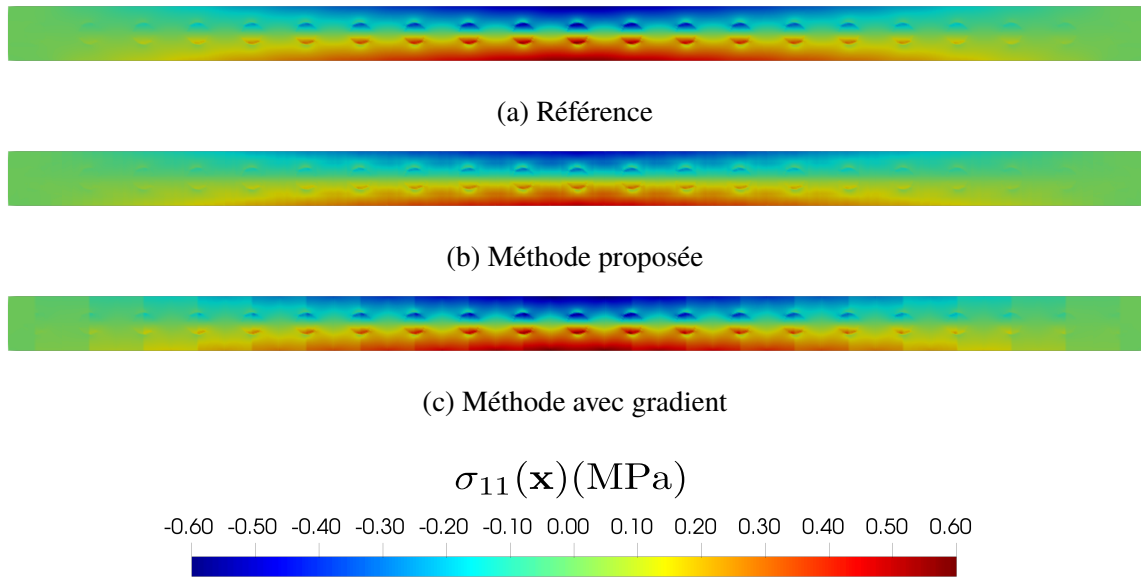 (a) Référence
(b) Méthode proposée
(c) Méthode avec gradient
σ₁₁(x)(MPa)
-0.60 -0.50 -0.40 -0.30 -0.20 -0.10 0.00 0.10 0.20 0.30 0.40 0.50 0.60